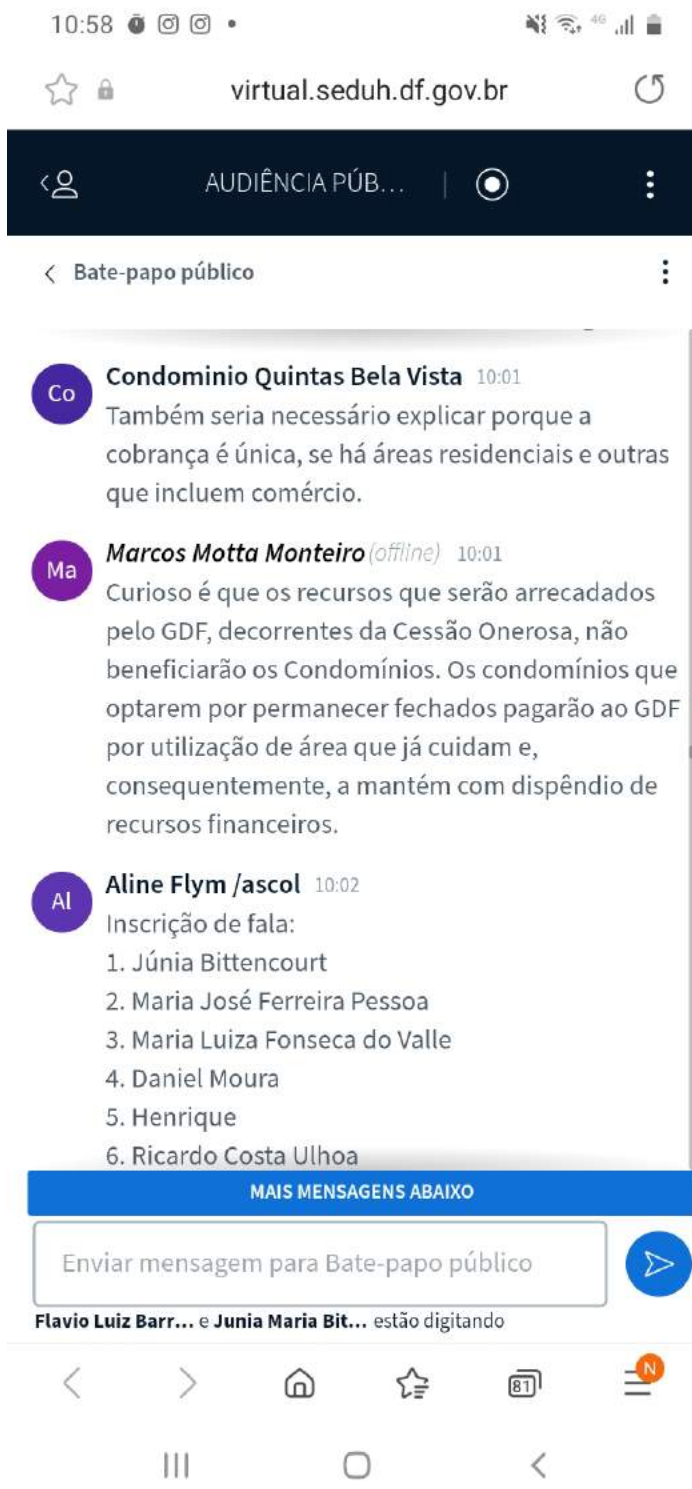 10:58
4G
virtual.seduh.df.gov.br
AUDIÊNCIA PÚB...
Bate-papo público
Co
Condominio Quintas Bela Vista 10:01
Também seria necessário explicar porque a
cobrança é única, se há áreas residenciais e outras
que incluem comércio.
Ma
Marcos Motta Monteiro (offline) 10:01
Curioso é que os recursos que serão arrecadados
pelo GDF, decorrentes da Cessão Onerosa, não
beneficiarão os Condomínios. Os condomínios que
optarem por permanecer fechados pagarão ao GDF
por utilização de área que já cuidam e,
consequentemente, a mantém com dispêndio de
recursos financeiros.
Al
Aline Flym /ascol 10:02
Inscrição de fala:
1. Júnia Bittencourt
2. Maria José Ferreira Pessoa
3. Maria Luiza Fonseca do Valle
4. Daniel Moura
5. Henrique
6. Ricardo Costa Ulhoa
MAIS MENSAGENS ABAIXO
Enviar mensagem para Bate-papo público
Flavio Luiz Barr... e Junia Maria Bit... estão digitando
81
N